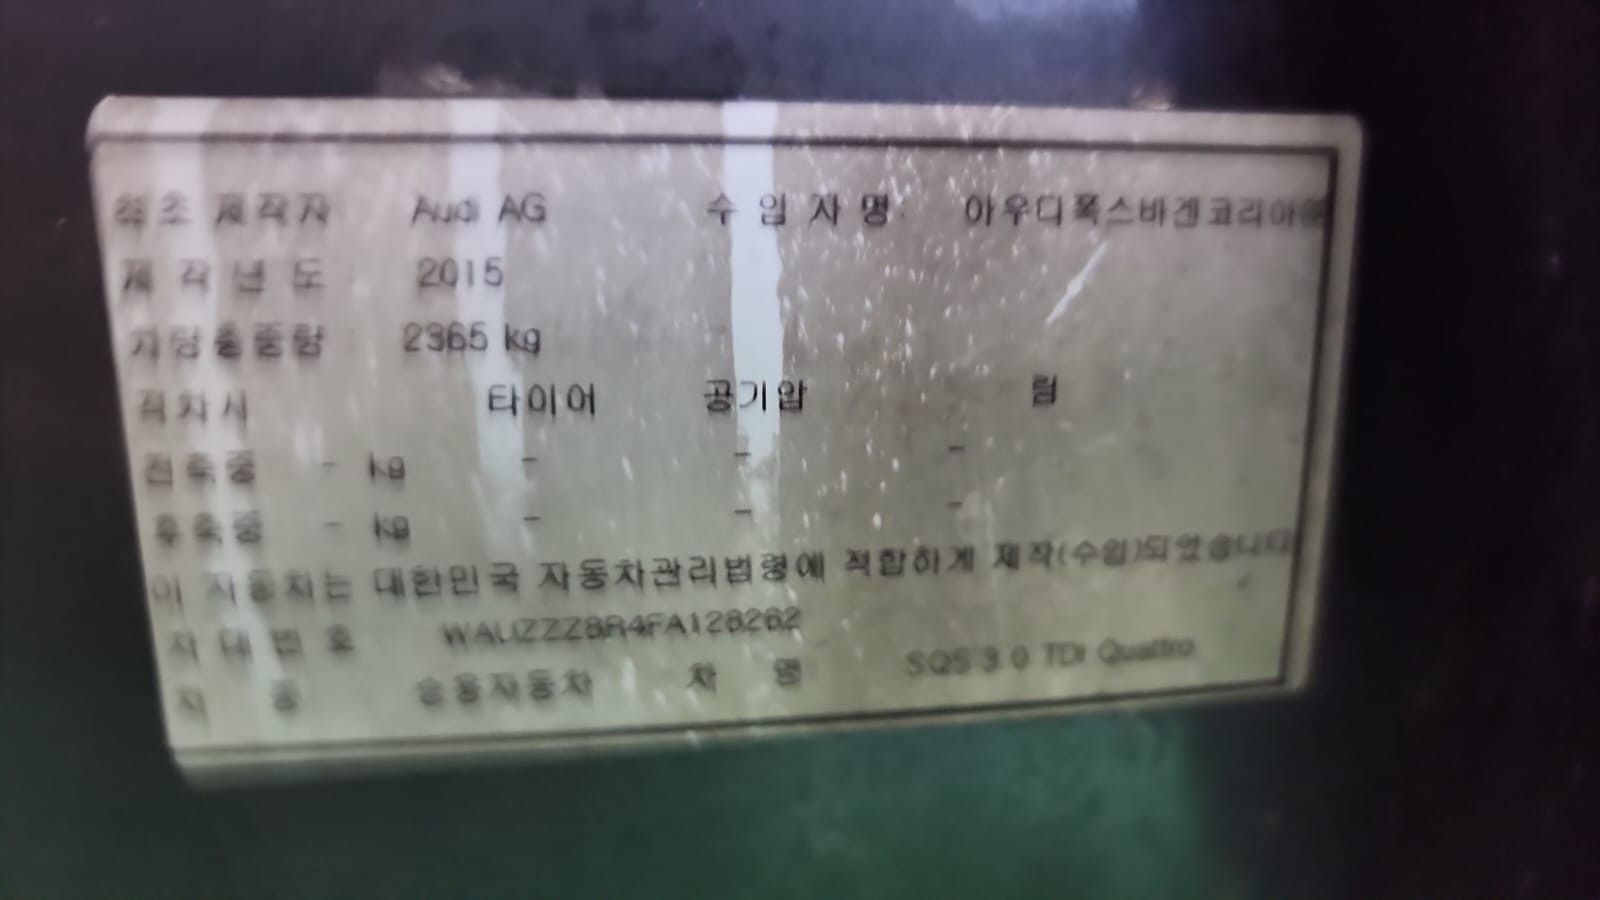 최초 제작자 : Audi AG 수 입 자 명 : 아우디폭스바겐코리아㈜
제 작 년 도 : 2015
차량총중량 : 2365 kg
적차시 타이어 공기압 림
전축중 - kg - - -
후축중 - kg - - -
이 자동차는 대한민국 자동차관리법령에 적합하게 제작(수입)되었습니다
차 대 번 호 WAUZZZ8R4FA128262
차 종 승용자동차 차 명 SQ5 3 0 TDI Quattro